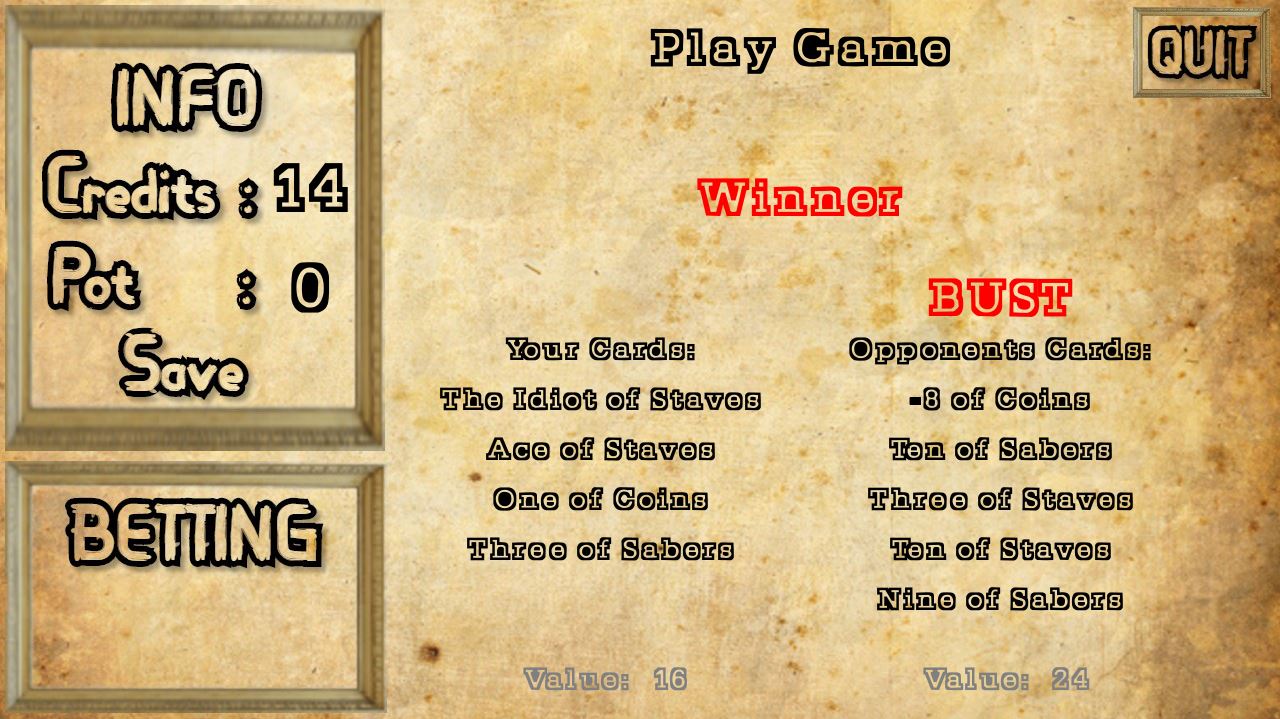 INFO
Credits : 14
Pot : 0
Save
BETTING
Play Game
QUIT
Winner
BUST
Your Cards:
The Idiot of Staves
Ace of Staves
One of Coins
Three of Sabers
Value: 16
Opponents Cards:
-8 of Coins
Ten of Sabers
Three of Staves
Ten of Staves
Nine of Sabers
Value: 24